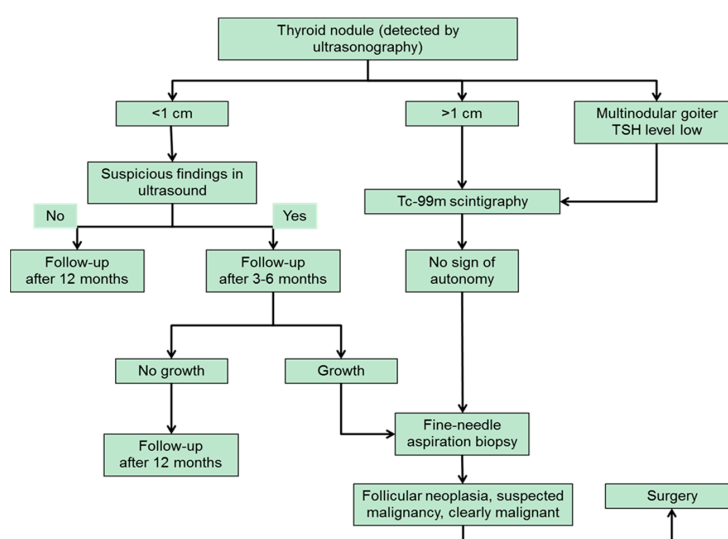 Thyroid nodule (detected by
ultrasonography)
<1 cm
>1 cm
Multinodular goiter
TSH level low
Suspicious findings in
ultrasound
Tc-99m scintigraphy
No
Yes
Follow-up
after 12 months
Follow-up
after 3-6 months
No sign of
autonomy
No growth
Growth
Fine-needle
aspiration biopsy
Follow-up
after 12 months
Follicular neoplasia, suspected
malignancy, clearly malignant
Surgery